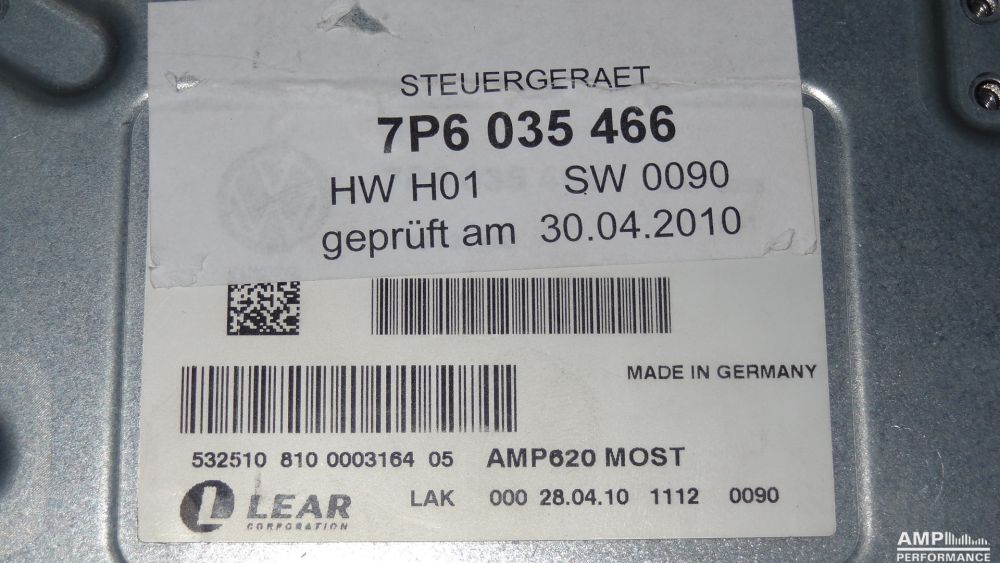 STEUERGERAET
7P6 035 466
HW H01 SW 0090
geprüft am 30.04.2010
MADE IN GERMANY
532510 810 0003164 05 AMP620 MOST
L LEAR LAK 000 28.04.10 1112 0090
CORPORATION
AMP
PERFORMANCE